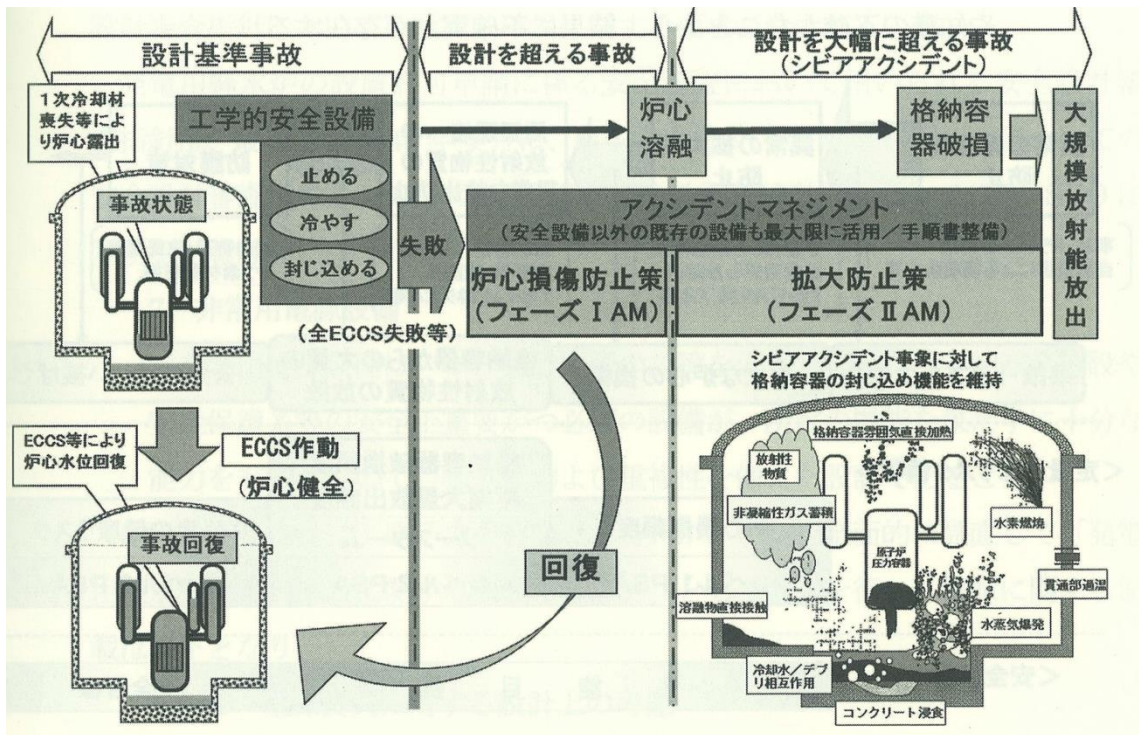 設計基準事故
設計を超える事故
設計を大幅に超える事故
(シビアアクシデント)
1次冷却材
喪失等によ
り炉心露出
工学的安全設備
止める
冷やす
封じ込める
事故状態
失敗
(全ECCS失敗等)
炉心
溶融
格納容
器破損
大規模放射能放出
アクシデントマネジメント
(安全設備以外の既存の設備も最大限に活用/手順書整備)
炉心損傷防止策
(フェーズⅠAM)
拡大防止策
(フェーズⅡAM)
ECCS等により
炉心水位回復
ECCS作動
(炉心健全)
事故回復
回復
シビアアクシデント事象に対して
格納容器の封じ込め機能を維持
格納容器雰囲気直接加熱
放射性
物質
非凝縮性ガス蓄積
水素燃焼
原子炉
圧力容器
貫通部過温
溶融物直接接触
水蒸気爆発
冷却水/デブ
リ相互作用
コンクリート浸食